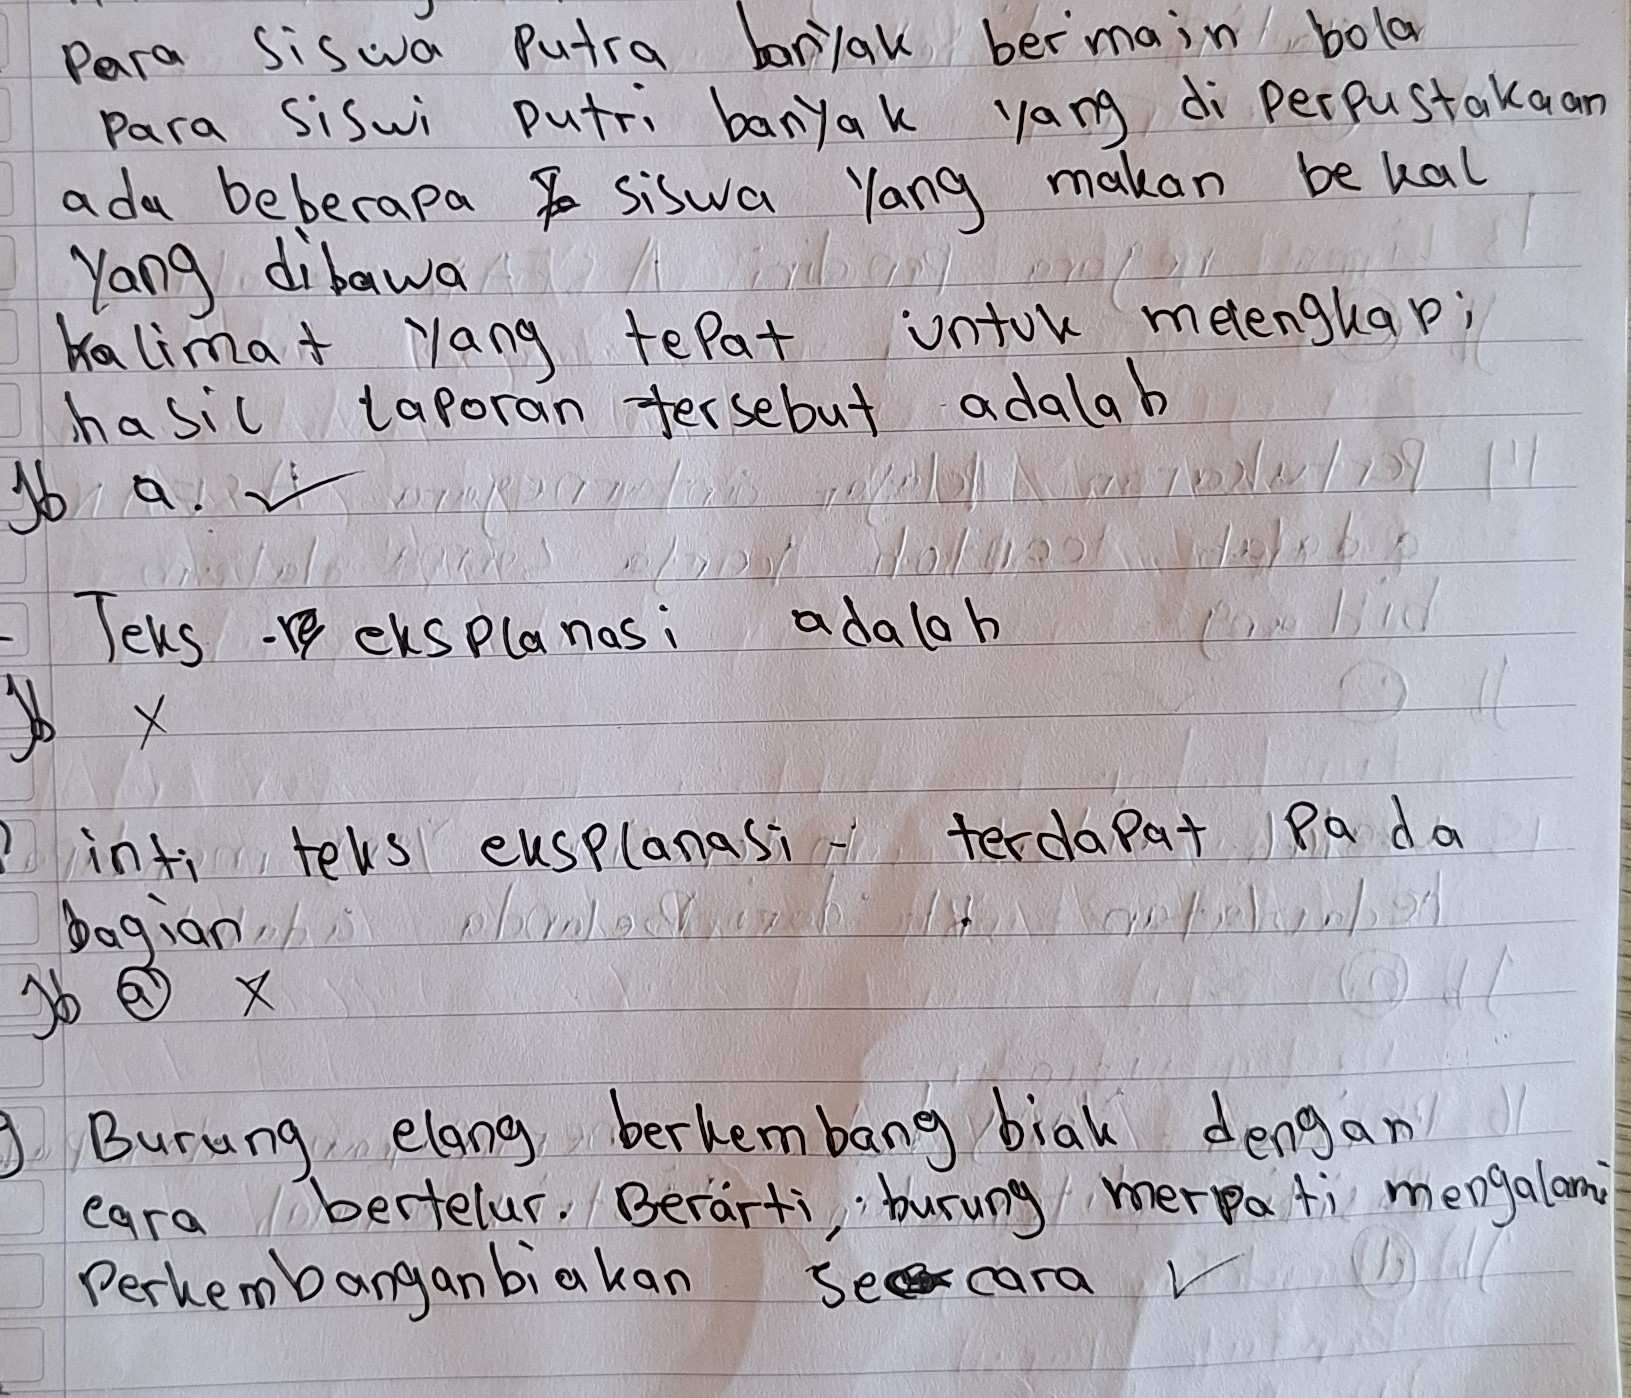 Para siswa Putra banyak bermain bola
Para siswi Putri banyak yang di Perpustakaan
ada beberapa siswa yang makan bekal
yang dibawa
kalimat yang tepat untuk melengkapi
hasil laporan tersebut adalah
Jb a. ✓
Teks eksplanasi adalah
Jb X
inti teks eksplanasi - terdapat Pada
bagian
Jb a X
Burung elang berkembang biak dengan
cara bertelur. Berarti, burung merpati mengalami
Perkembanganbiakan secara ✓